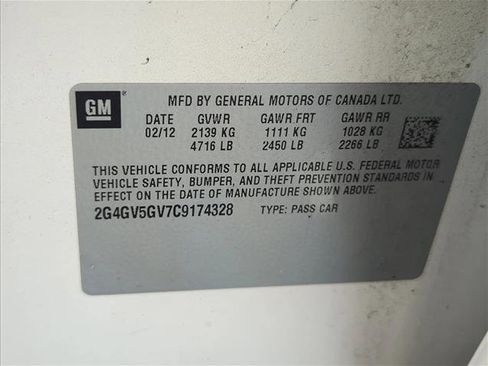 GM
MFD BY GENERAL MOTORS OF CANADA LTD.
DATE GVWR GAWR FRT GAWR RR
02/12 2139 KG 1111 KG 1028 KG
4716 LB 2450 LB 2266 LB
THIS VEHICLE CONFORMS TO ALL APPLICABLE U.S. FEDERAL MOTOR
VEHICLE SAFETY, BUMPER, AND THEFT PREVENTION STANDARDS IN
EFFECT ON THE DATE OF MANUFACTURE SHOWN ABOVE.
2G4GV5GV7C9174328 TYPE: PASS CAR